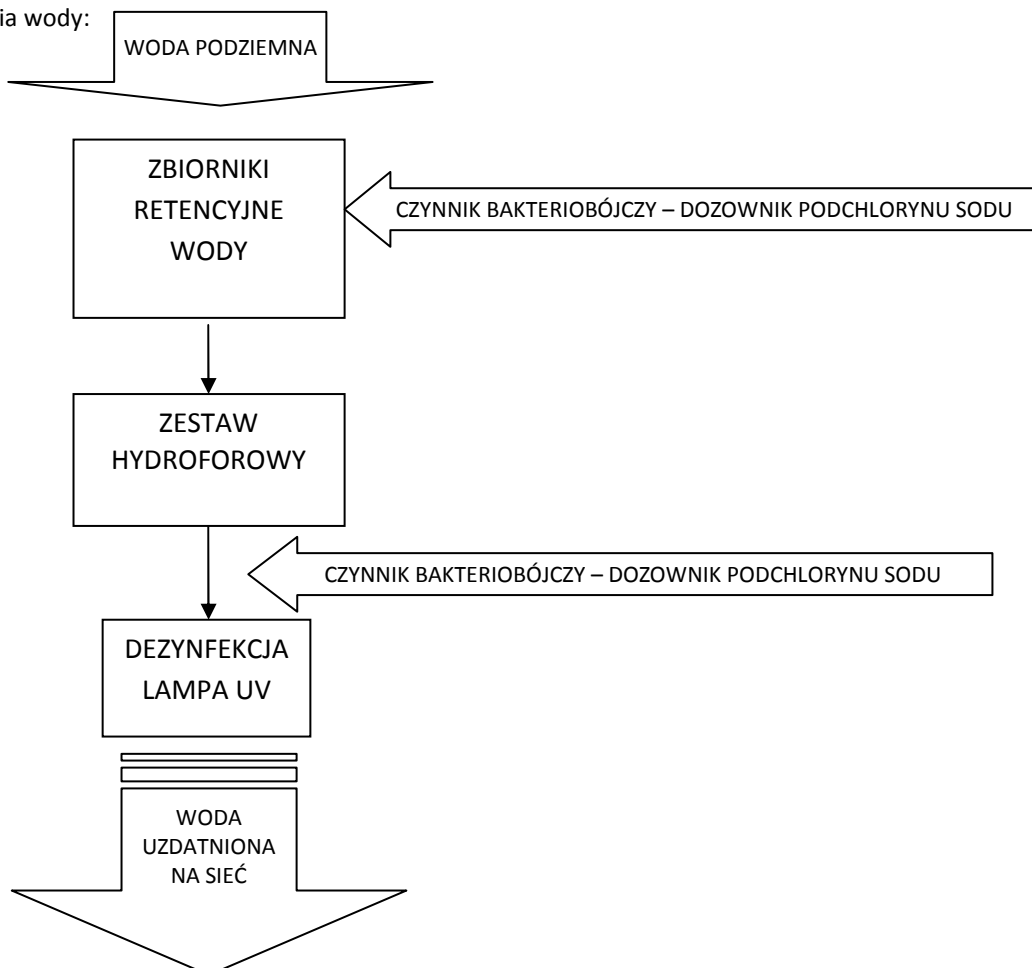 ia wody:
WODA PODZIEMNA
ZBIORNIKI
RETENCYJNE
WODY
CZYNNIK BAKTERIOBÓJCZY – DOZOWNIK PODCHLORYNU SODU
ZESTAW
HYDROFOROWY
CZYNNIK BAKTERIOBÓJCZY – DOZOWNIK PODCHLORYNU SODU
DEZYNFEKCJA
LAMPA UV
WODA
UZDATNIONA
NA SIEĆ